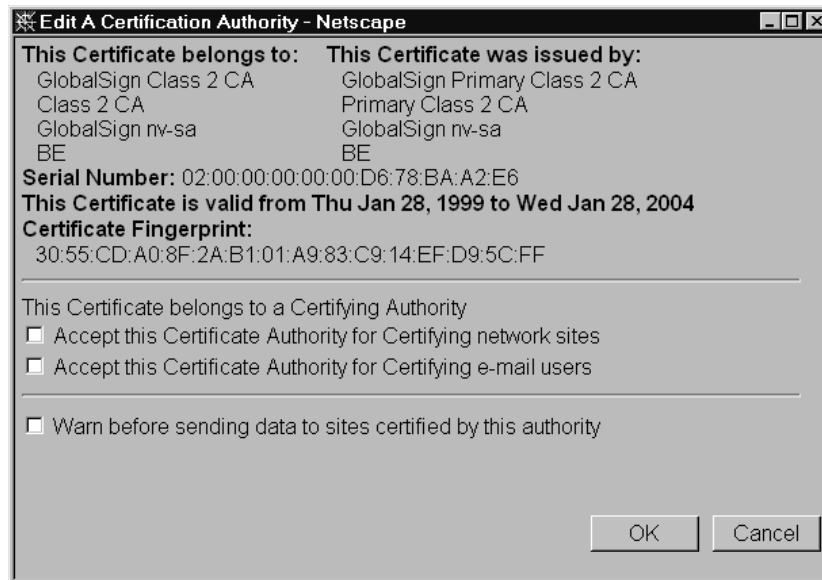 Edit A Certification Authority - Netscape
This Certificate belongs to: This Certificate was issued by:
GlobalSign Class 2 CA GlobalSign Primary Class 2 CA
Class 2 CA Primary Class 2 CA
GlobalSign nv-sa GlobalSign nv-sa
BE BE
Serial Number: 02:00:00:00:00:00:D6:78:BA:A2:E6
This Certificate is valid from Thu Jan 28, 1999 to Wed Jan 28, 2004
Certificate Fingerprint:
30:55:CD:A0:8F:2A:B1:01:A9:83:C9:14:EF:D9:5C:FF
This Certificate belongs to a Certifying Authority
Accept this Certificate Authority for Certifying network sites
Accept this Certificate Authority for Certifying e-mail users
Warn before sending data to sites certified by this authority
OK Cancel